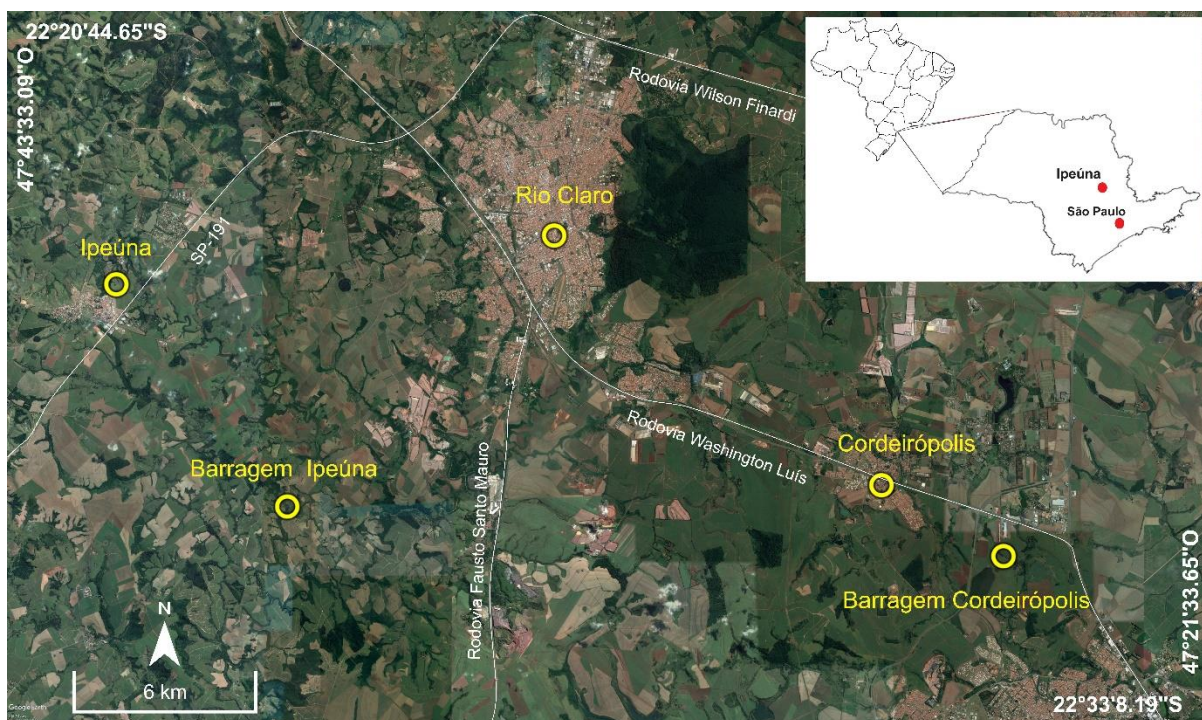 22°20'44.65"S
47°43'33.09"O
Rodovia Wilson Finardi
Ipeúna
São Paulo
Rio Claro
SP-191
Ipeúna
Rodovia Washington Luís
Cordeirópolis
Barragem Ipeúna
Rodovia Fausto Santo Mauro
Barragem Cordeirópolis
47°21'33.65"O
N
6 km
22°33'8.19"S
Google Earth